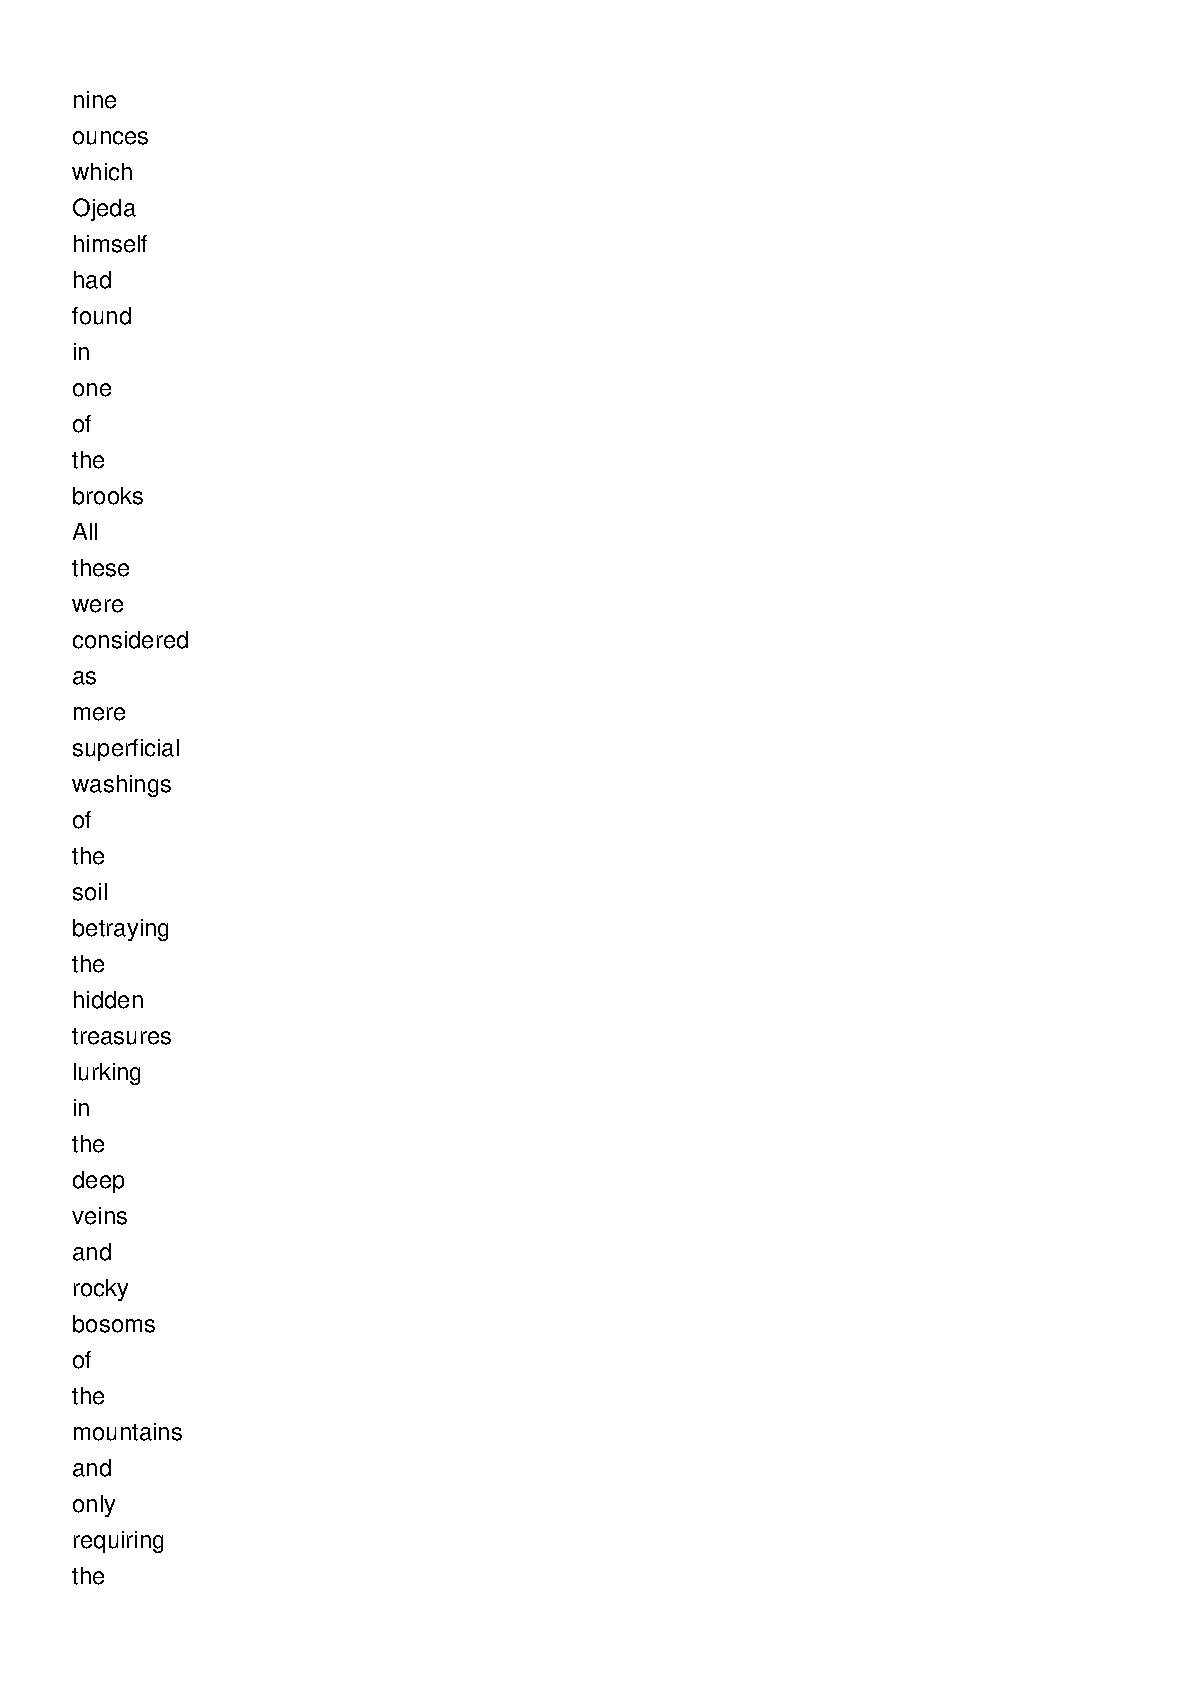 nine
ounces
which
Ojeda
himself
had
found
in
one
of
the
brooks
All
these
were
considered
as
mere
superficial
washings
of
the
soil
betraying
the
hidden
treasures
lurking
in
the
deep
veins
and
rocky
bosoms
of
the
mountains
and
only
requiring
the